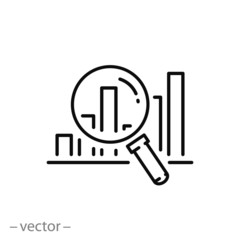 – vector –